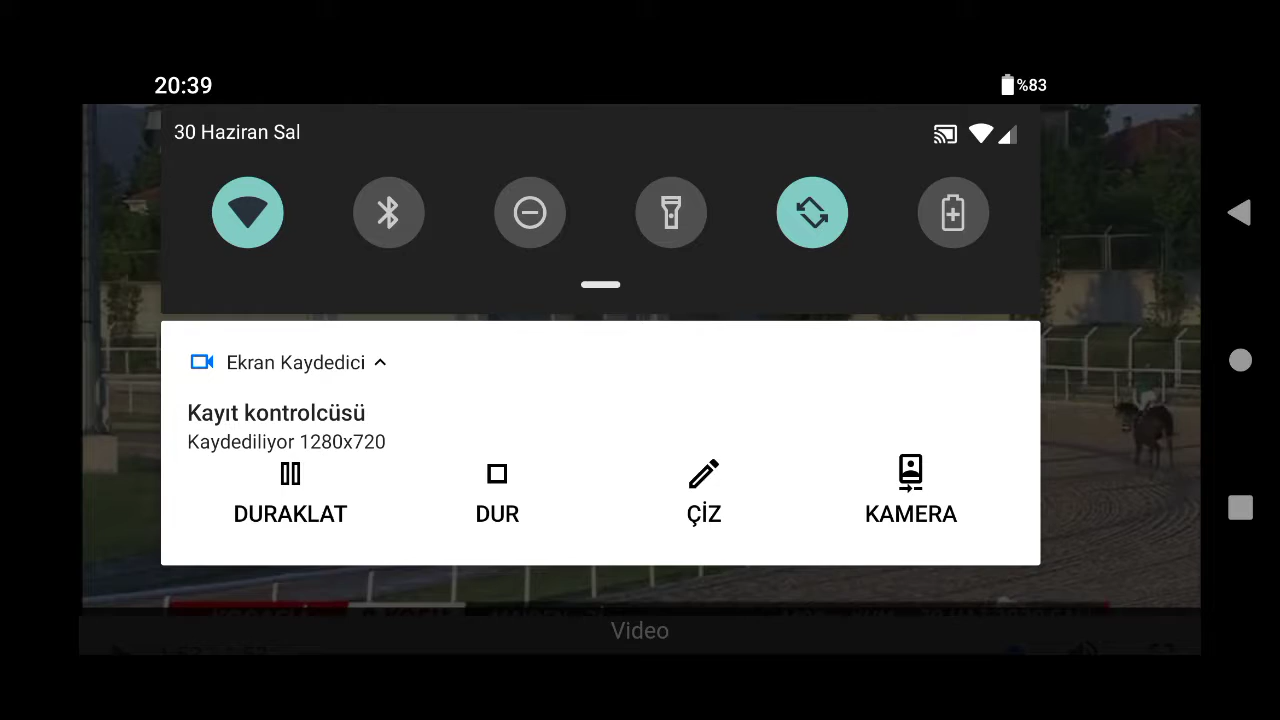 20:39
%83
30 Haziran Sal
Ekran Kaydedici
Kayıt kontrolcüsü
Kaydediliyor 1280x720
DURAKLAT
DUR
ÇİZ
KAMERA
Video